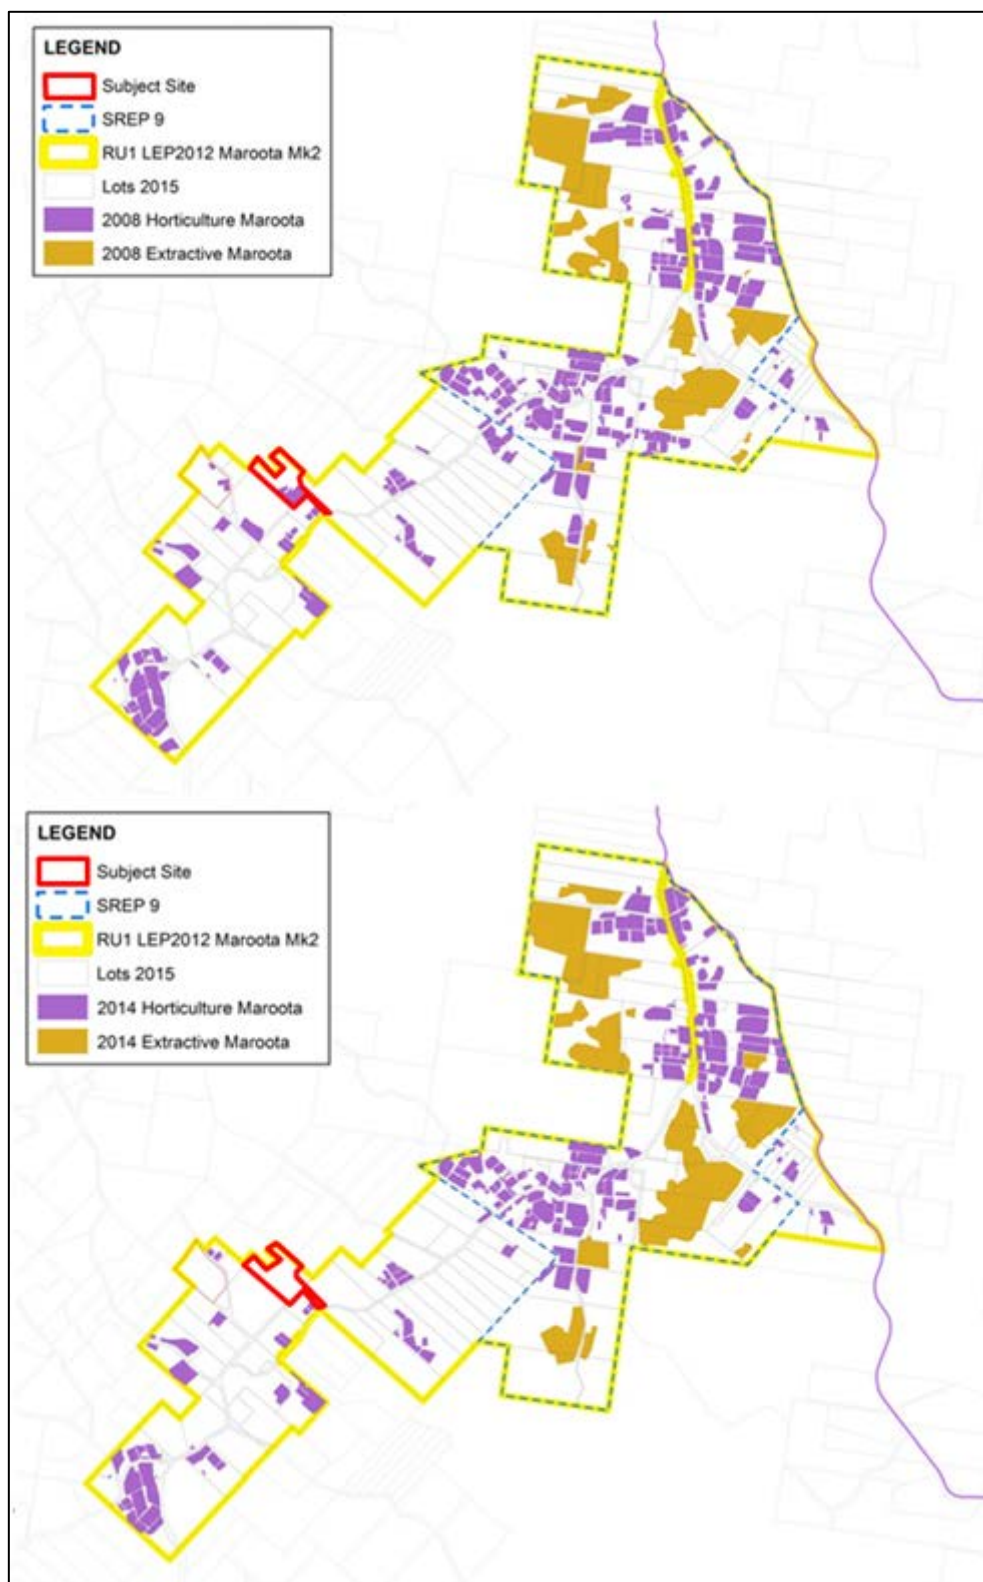 LEGEND
Subject Site
SREP 9
RU1 LEP2012 Maroota Mk2
Lots 2015
2008 Horticulture Maroota
2008 Extractive Maroota
LEGEND
Subject Site
SREP 9
RU1 LEP2012 Maroota Mk2
Lots 2015
2014 Horticulture Maroota
2014 Extractive Maroota